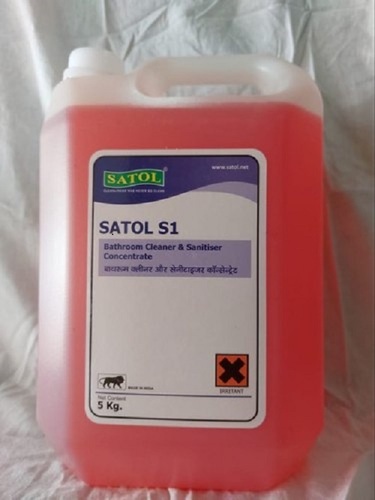 www.satol.net
SATOL
SATOL S1
Bathroom Cleaner & Sanitiser
Concentrate
बाथरूम क्लीनर और सेनीटाइजर कॉन्सेन्ट्रेट
MADE IN INDIA
Net Content
5 Kg.
IRRITANT